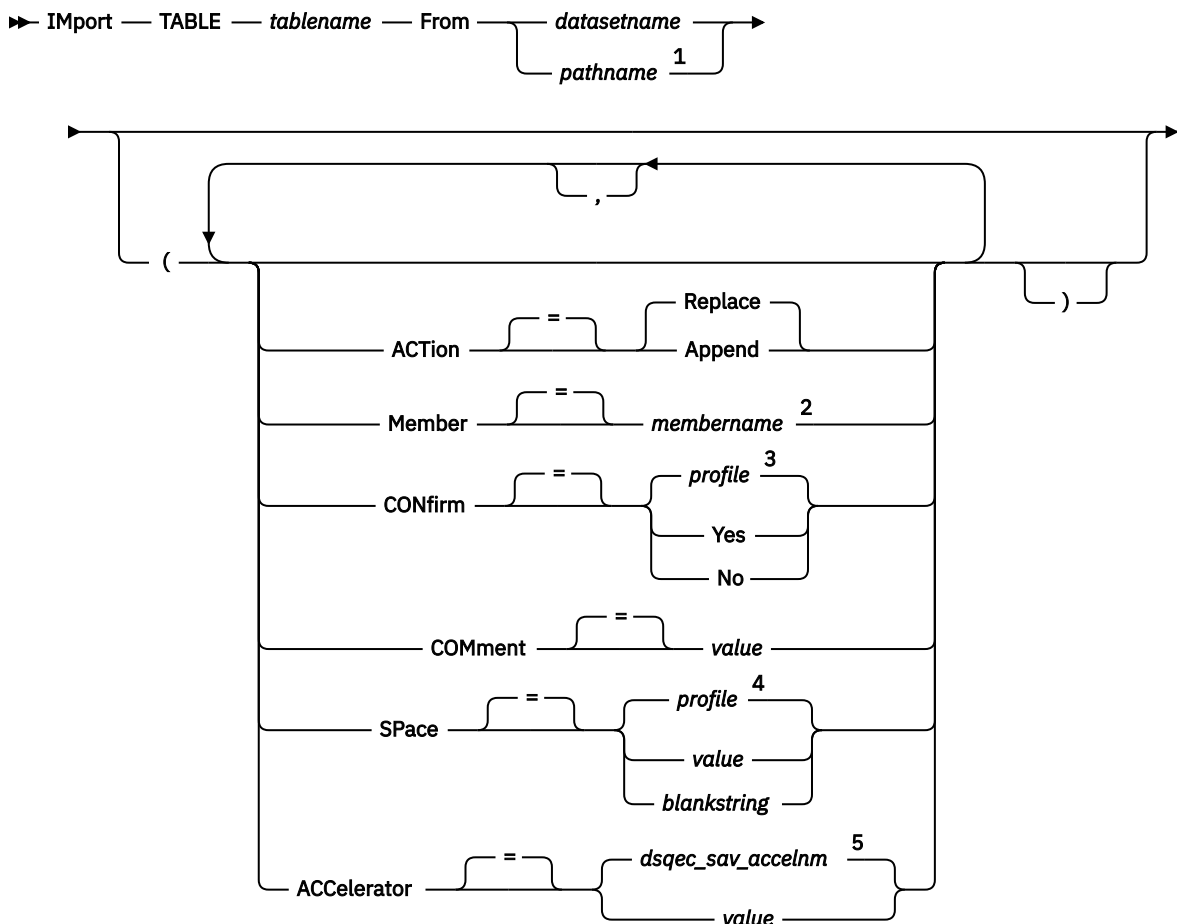 IMport TABLE tablename From datasetname
pathname 1
,
(
)
Replace
ACTion = Append
Member = membername 2
profile 3
CONfirm = Yes
No
COMment = value
profile 4
SPace = value
blankstring
dsqec_sav_accelnm 5
ACCelerator = value